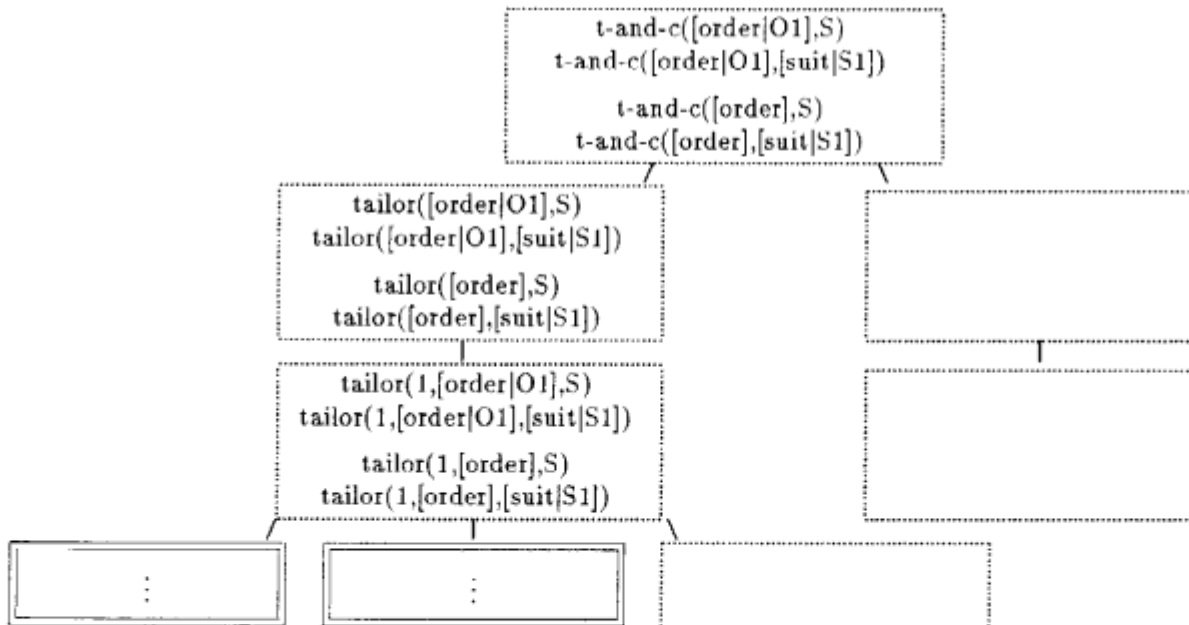 t-and-c([order|O1],S)
t-and-c([order|O1],[suit|S1])
t-and-c([order],S)
t-and-c([order],[suit|S1])
tailor([order|O1],S)
tailor([order|O1],[suit|S1])
tailor([order],S)
tailor([order],[suit|S1])
tailor(1,[order|O1],S)
tailor(1,[order|O1],[suit|S1])
tailor(1,[order],S)
tailor(1,[order],[suit|S1])